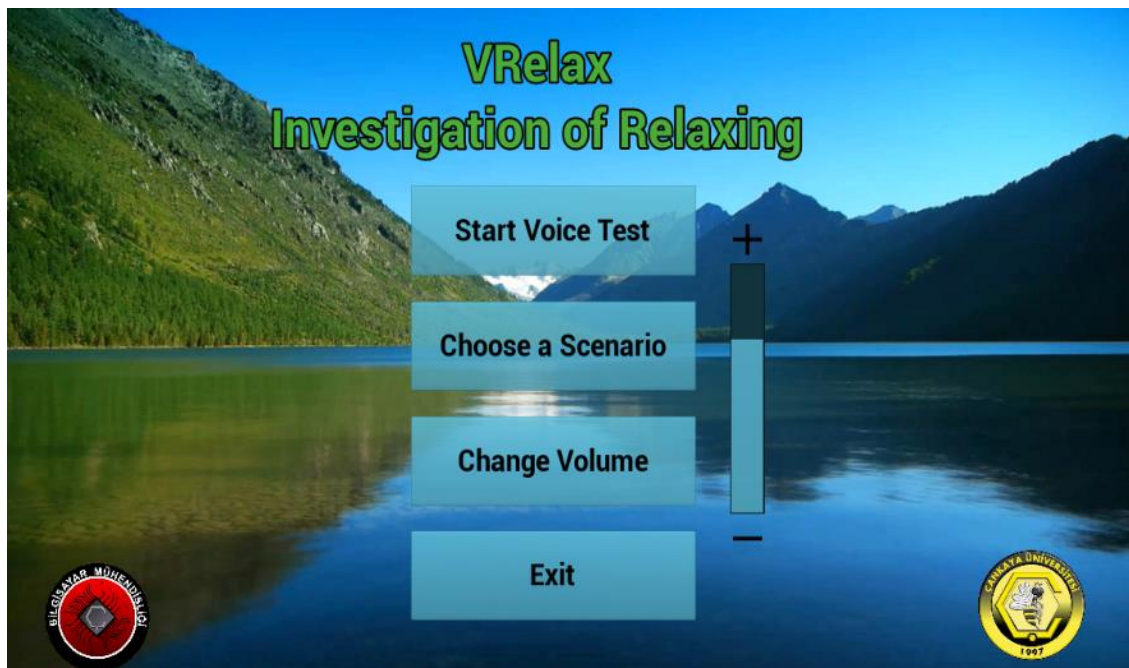 VRelax
Investigation of Relaxing
Start Voice Test
+
Choose a Scenario
Change Volume
−
Exit
BİLGİSAYAR MÜHENDİSLİĞİ
ÇANKAYA ÜNİVERSİTESİ
1997